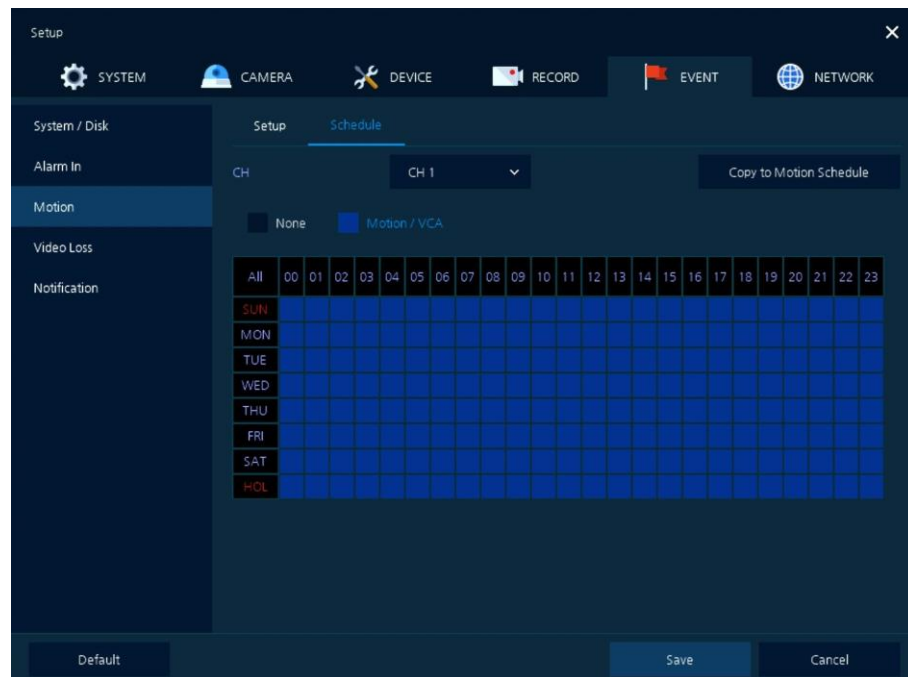 Setup
SYSTEM CAMERA DEVICE RECORD EVENT NETWORK
System / Disk
Alarm In
Motion
Video Loss
Notification
Setup Schedule
CH CH 1 Copy to Motion Schedule
None Motion / VCA
All 00 01 02 03 04 05 06 07 08 09 10 11 12 13 14 15 16 17 18 19 20 21 22 23
SUN
MON
TUE
WED
THU
FRI
SAT
HOL
Default Save Cancel